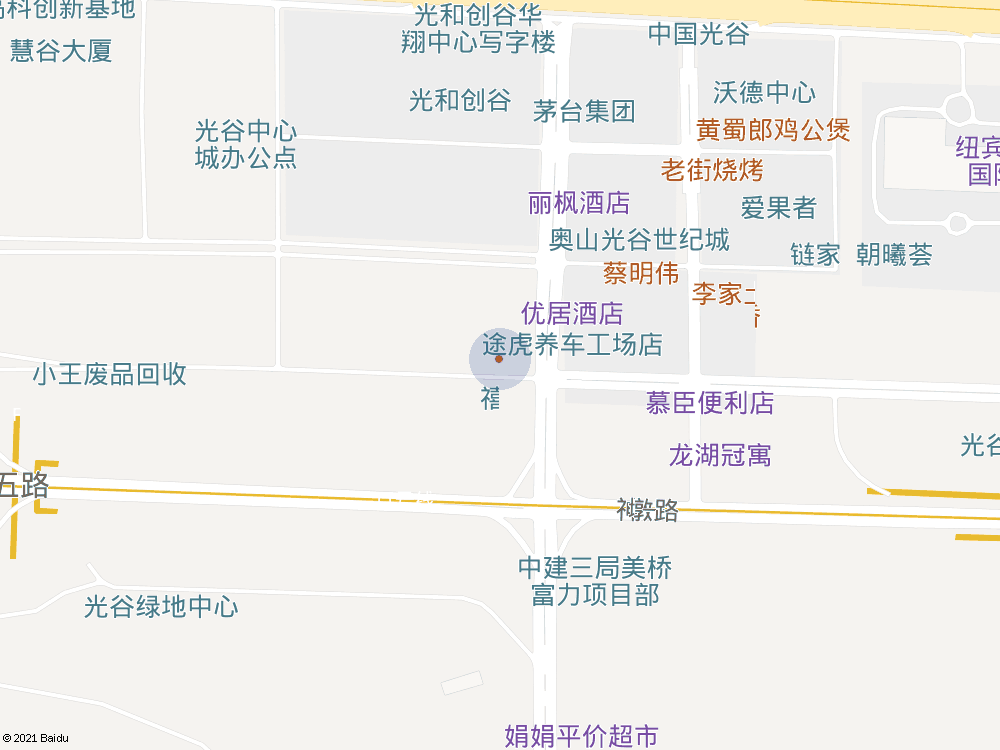 科创新基地
慧谷大厦
光和创谷华
翔中心写字楼
中国光谷
光和创谷
茅台集团
沃德中心
黄蜀郎鸡公煲
光谷中心
城办公点
老街烧烤
纽宾
国际
丽枫酒店
爱果者
奥山光谷世纪城
链家
朝曦荟
蔡明伟
李家
优居酒店
途虎养车工场店
小王废品回收
慕臣便利店
龙湖冠寓
光谷
五路
敦路
中建三局美桥
富力项目部
光谷绿地中心
娟娟平价超市
© 2021 Baidu